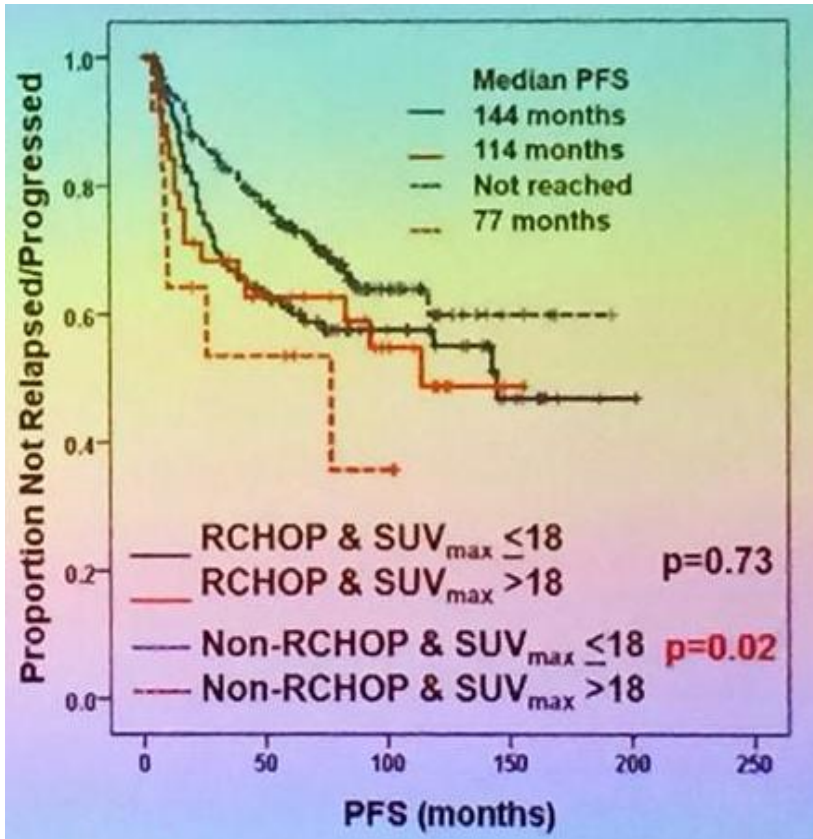 Proportion Not Relapsed/Progressed
1.0
0.8
0.6
0.4
0.2
0.0
Median PFS
144 months
114 months
Not reached
77 months
RCHOP & SUVmax ≤18
RCHOP & SUVmax >18
p=0.73
Non-RCHOP & SUVmax ≤18
Non-RCHOP & SUVmax >18
p=0.02
0 50 100 150 200 250
PFS (months)